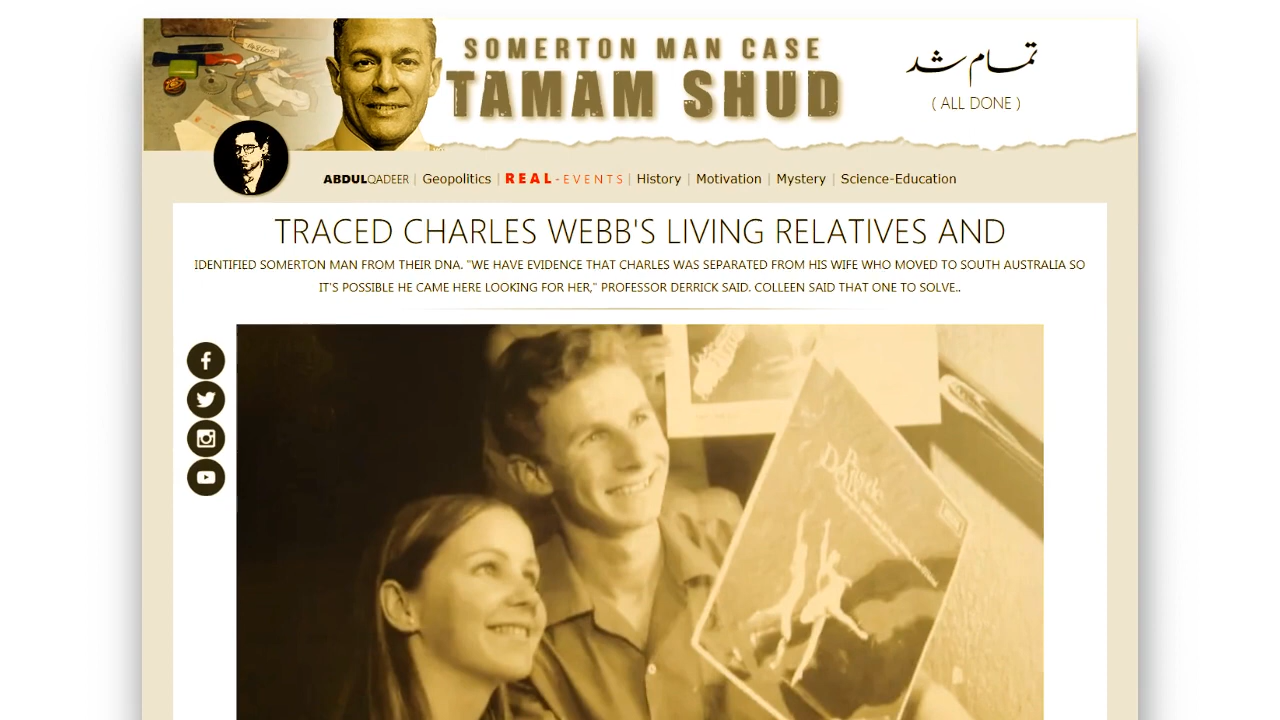 SOMERTON MAN CASE
TAMAM SHUD
تمام شد
( ALL DONE )
ABDULQADEER | Geopolitics | REAL-EVENTS | History | Motivation | Mystery | Science-Education
TRACED CHARLES WEBB'S LIVING RELATIVES AND
IDENTIFIED SOMERTON MAN FROM THEIR DNA. "WE HAVE EVIDENCE THAT CHARLES WAS SEPARATED FROM HIS WIFE WHO MOVED TO SOUTH AUSTRALIA SO
IT'S POSSIBLE HE CAME HERE LOOKING FOR HER," PROFESSOR DERRICK SAID. COLLEEN SAID THAT ONE TO SOLVE..